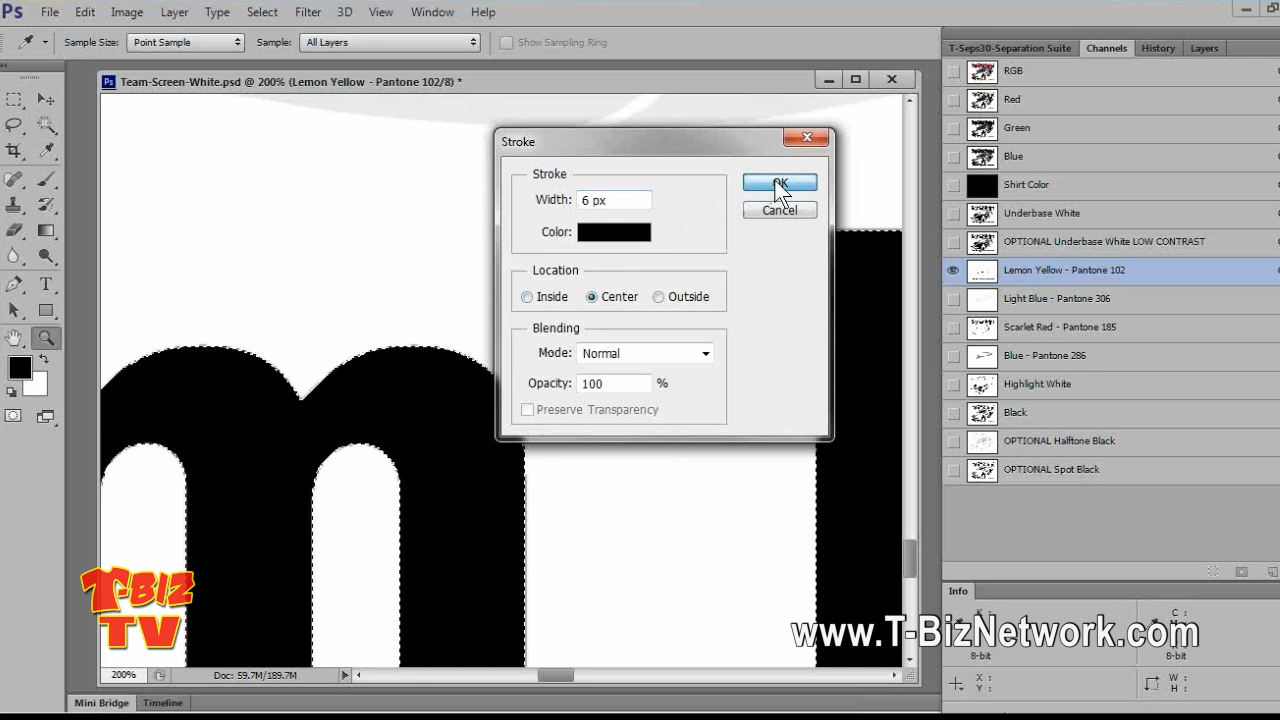 Ps File Edit Image Layer Type Select Filter 3D View Window Help
Sample Size: Point Sample Sample: All Layers Show Sampling Ring
T-Seps30-Separation Suite Channels History Layers
Ps Team-Screen-White.psd @ 200% (Lemon Yellow - Pantone 102/8) *
RGB
Red
Green
Blue
Shirt Color
Underbase White
OPTIONAL Underbase White LOW CONTRAST
Lemon Yellow - Pantone 102
Light Blue - Pantone 306
Scarlet Red - Pantone 185
Blue - Pantone 286
Highlight White
Black
OPTIONAL Halftone Black
OPTIONAL Spot Black
Stroke
Stroke
Width: 6 px
Color:
OK
Cancel
Location
Inside Center Outside
Blending
Mode: Normal
Opacity: 100 %
Preserve Transparency
m
T-BIZ
TV
Info
K : C :
www.T-BizNetwork.com
8-bit 8-bit
X : W :
Y : H :
200% Doc: 59.7M/189.7M
Mini Bridge Timeline